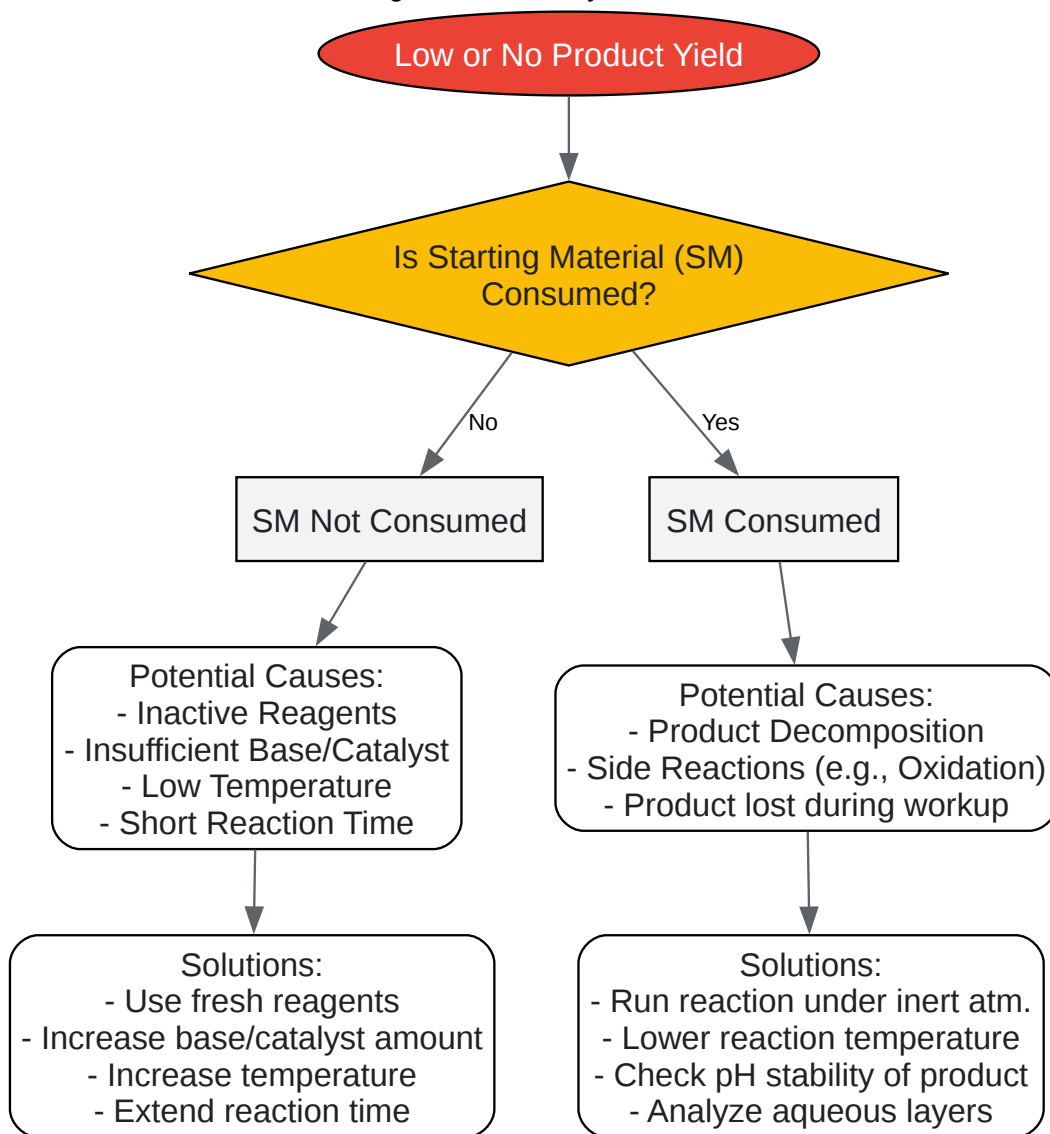 Low or No Product Yield
Is Starting Material (SM)
Consumed?
No
Yes
SM Not Consumed
SM Consumed
Potential Causes:
- Inactive Reagents
- Insufficient Base/Catalyst
- Low Temperature
- Short Reaction Time
Potential Causes:
- Product Decomposition
- Side Reactions (e.g., Oxidation)
- Product lost during workup
Solutions:
- Use fresh reagents
- Increase base/catalyst amount
- Increase temperature
- Extend reaction time
Solutions:
- Run reaction under inert atm.
- Lower reaction temperature
- Check pH stability of product
- Analyze aqueous layers